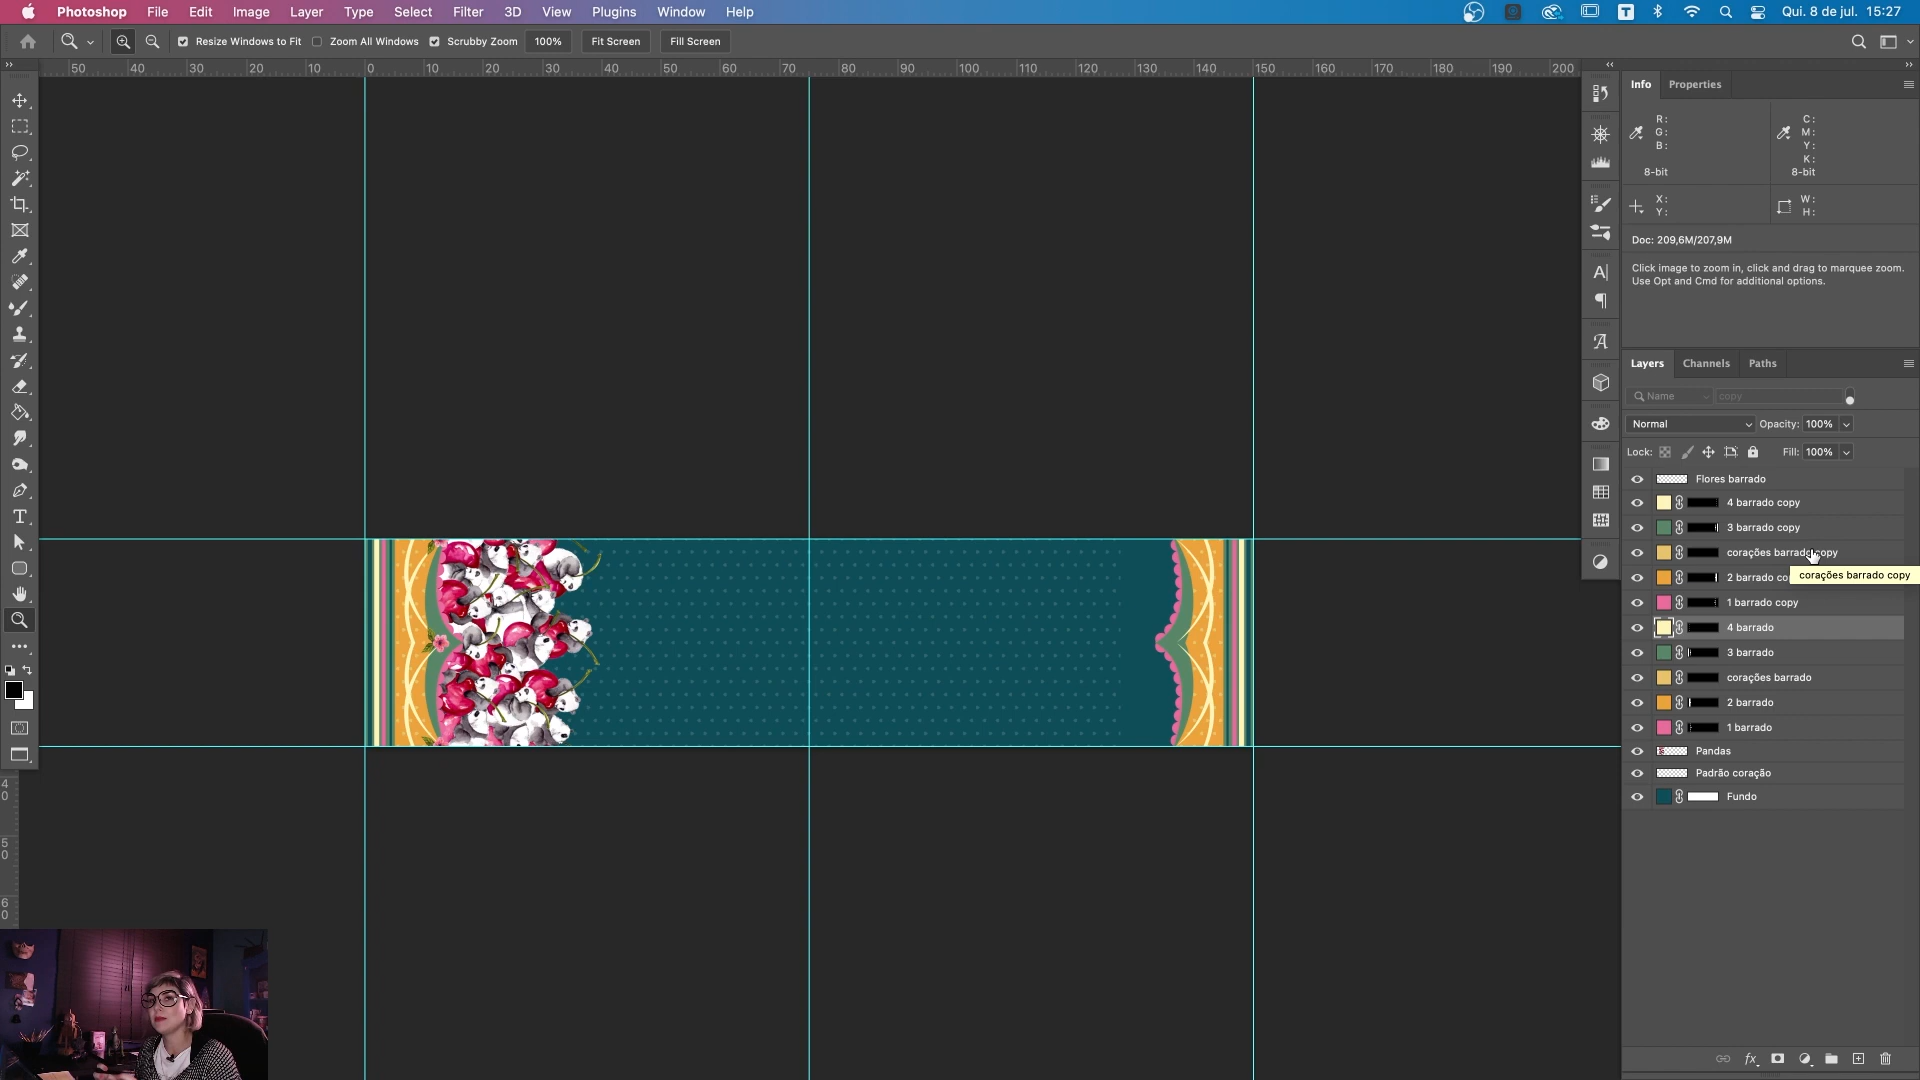 Photoshop File Edit Image Layer Type Select Filter 3D View Plugins Window Help Qui. 8 de jul. 15:27
Resize Windows to Fit Zoom All Windows Scrubby Zoom 100% Fit Screen Fill Screen
50 40 30 20 10 0 10 20 30 40 50 60 70 80 90 100 110 120 130 140 150 160 170 180 190 200
Info Properties
R: C:
G: M:
B: Y:
K:
8-bit 8-bit
X: W:
Y: H:
Doc: 209,6M/207,9M
Click image to zoom in, click and drag to marquee zoom.
Use Opt and Cmd for additional options.
Layers Channels Paths
Name copy
Normal Opacity: 100%
Lock: Fill: 100%
Flores barrado
4 barrado copy
3 barrado copy
corações barrado copy
corações barrado copy
2 barrado co
1 barrado copy
4 barrado
3 barrado
corações barrado
2 barrado
1 barrado
Pandas
Padrão coração
Fundo
4
0
5
0
6
0